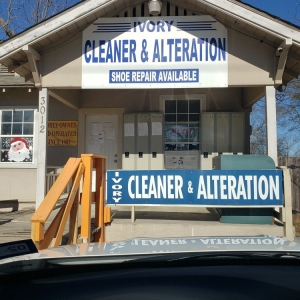 IVORY
CLEANER & ALTERATION
SHOE REPAIR AVAILABLE
3012
IVORY
CLEANER & ALTERATION